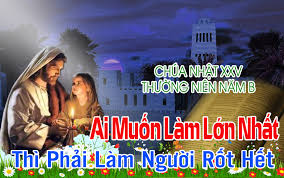 CHÚA NHẬT XXV
THƯỜNG NIÊN NĂM B
Ai Muốn Làm Lớn Nhất
Thì Phải Làm Người Rốt Hết